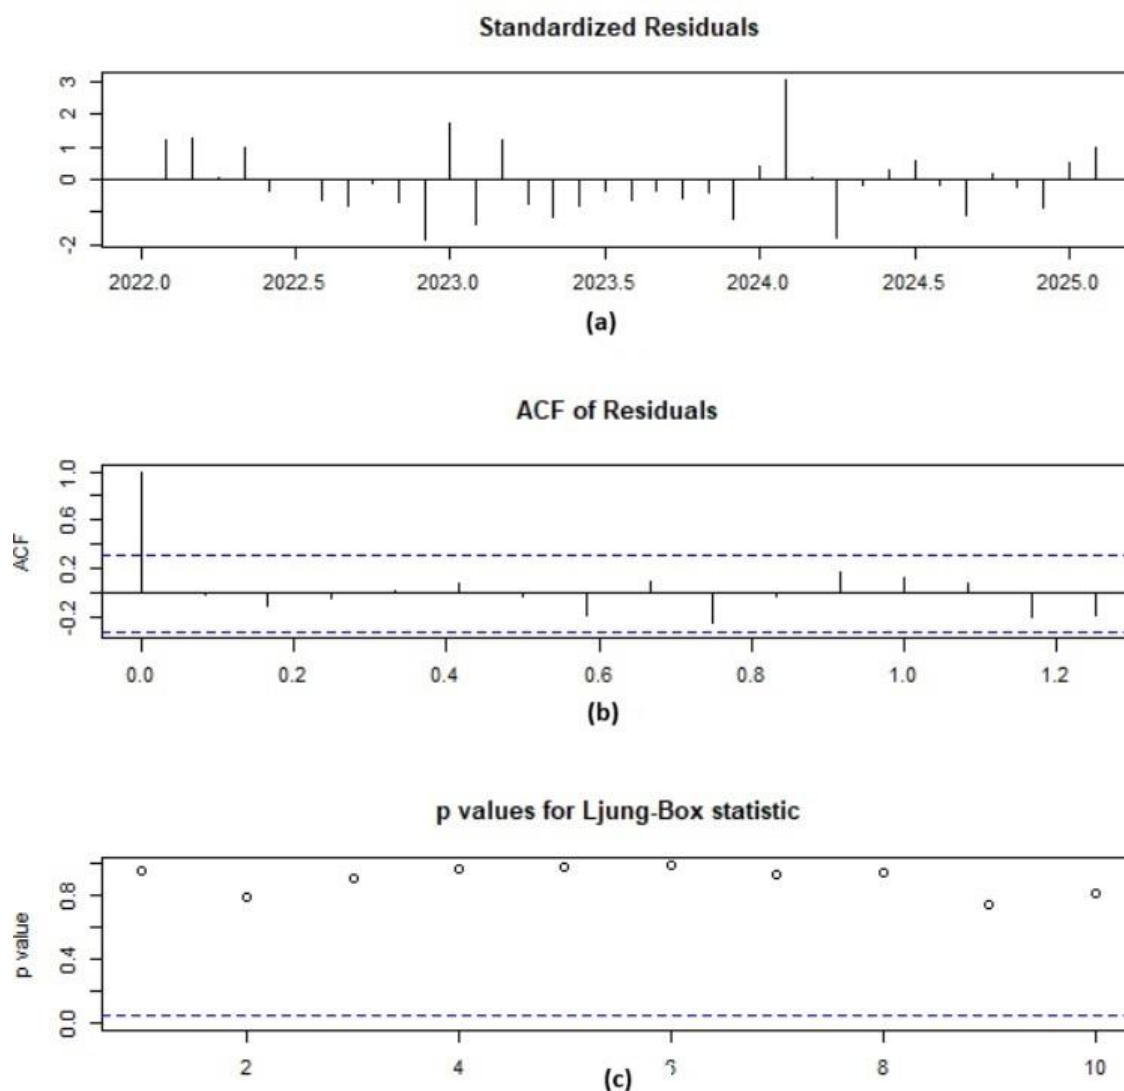 Standardized Residuals
3
2
1
0
-2
2022.0 2022.5 2023.0 2023.5 2024.0 2024.5 2025.0
(a)
ACF of Residuals
ACF
1.0
0.6
0.2
-0.2
0.0 0.2 0.4 0.6 0.8 1.0 1.2
(b)
p values for Ljung-Box statistic
p value
0.8
0.4
0.0
2 4 6 8 10
(c)